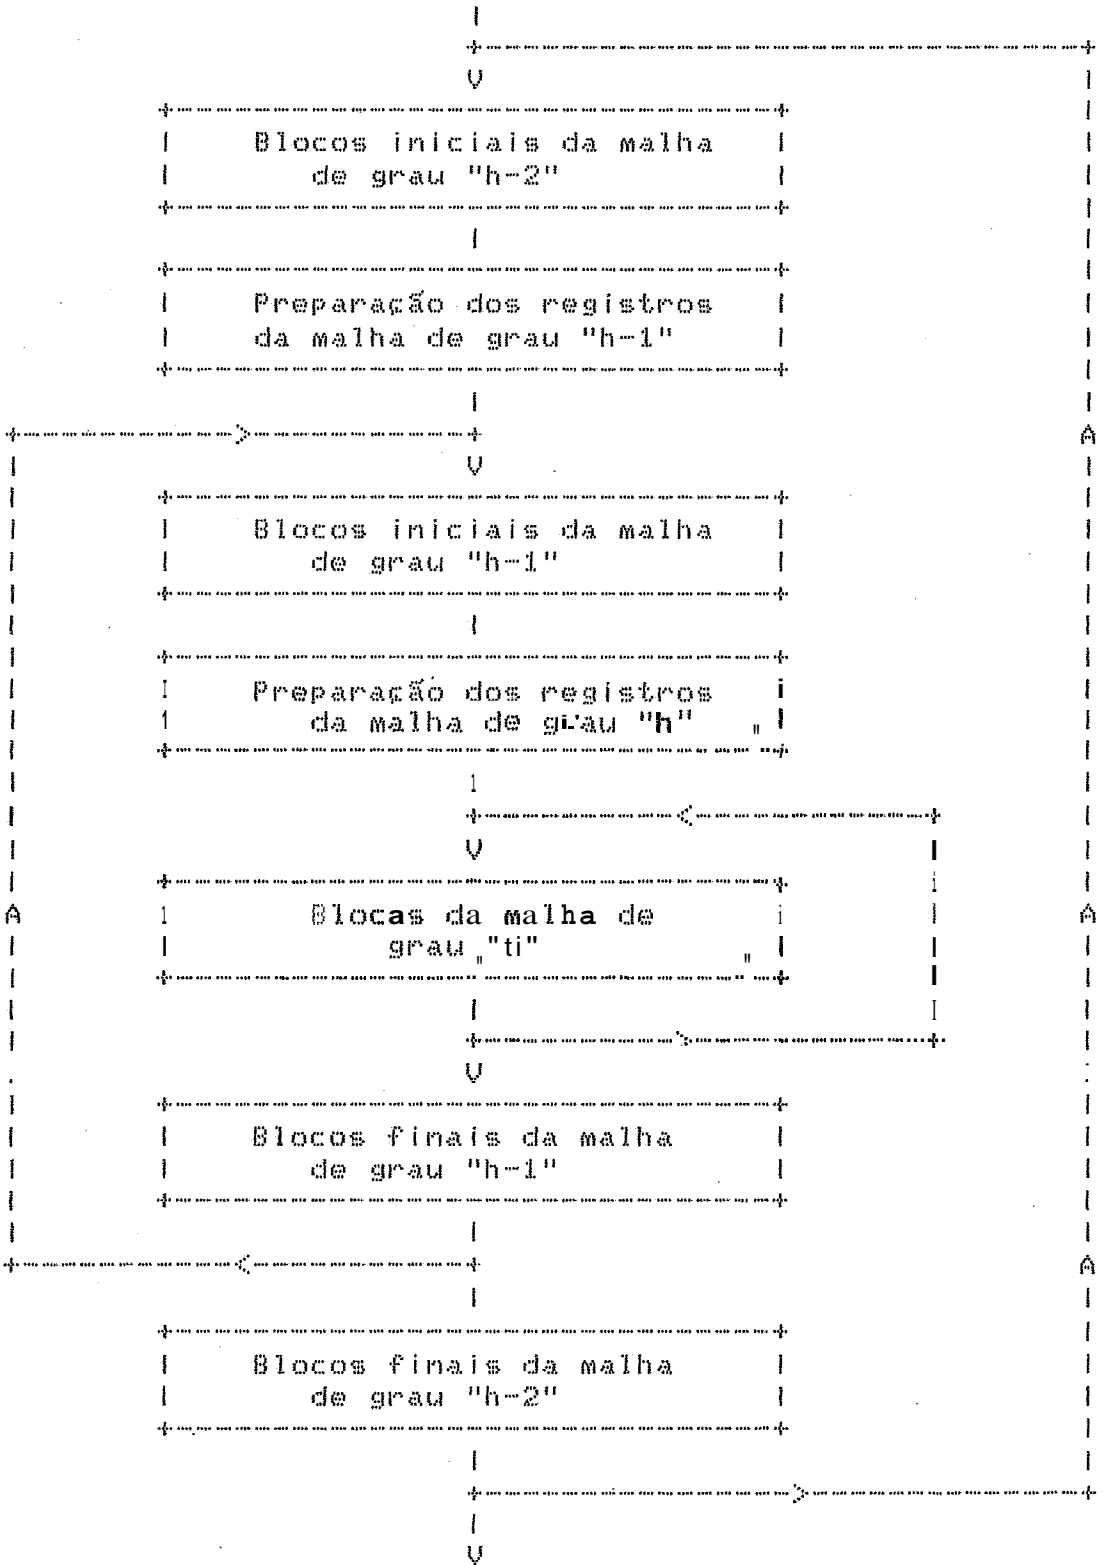 Blocos iniciais da malha
de grau "h-2"
Preparação dos registros
da malha de grau "h-1"
Blocos iniciais da malha
de grau "h-1"
Preparação dos registros
da malha de grau "h"
Blocas da malha de
grau "ti"
Blocos finais da malha
de grau "h-1"
Blocos finais da malha
de grau "h-2"